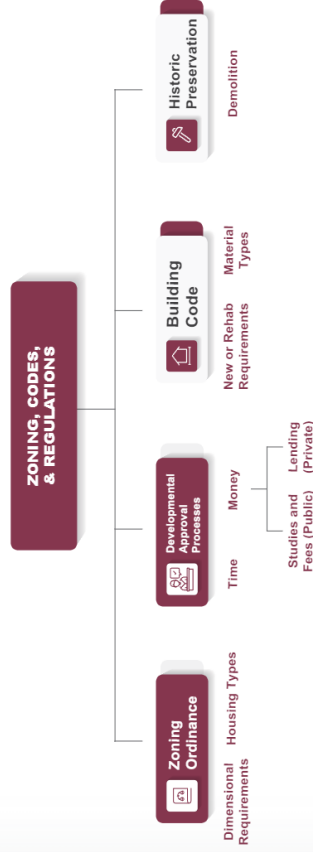 ZONING, CODES,
& REGULATIONS
Zoning
Ordinance
Dimensional
Requirements
Housing Types
Developmental
Approval
Processes
Time
Money
Studies and
Fees (Public)
Lending
(Private)
Building
Code
New or Rehab
Requirements
Material
Types
Historic
Preservation
Demolition